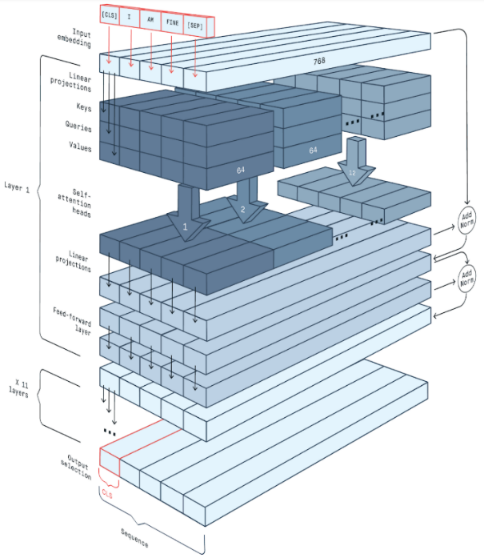 [CLS] I AM FINE [SEP]
Input
embedding
768
Linear
projections
Keys
Queries
Values
64
64
12
Layer 1
Self-
attention
heads
1
2
Add
Norm
Linear
projections
Add
Norm
Feed-forward
layer
X 11
layers
Output
selection
CLS
Sequence